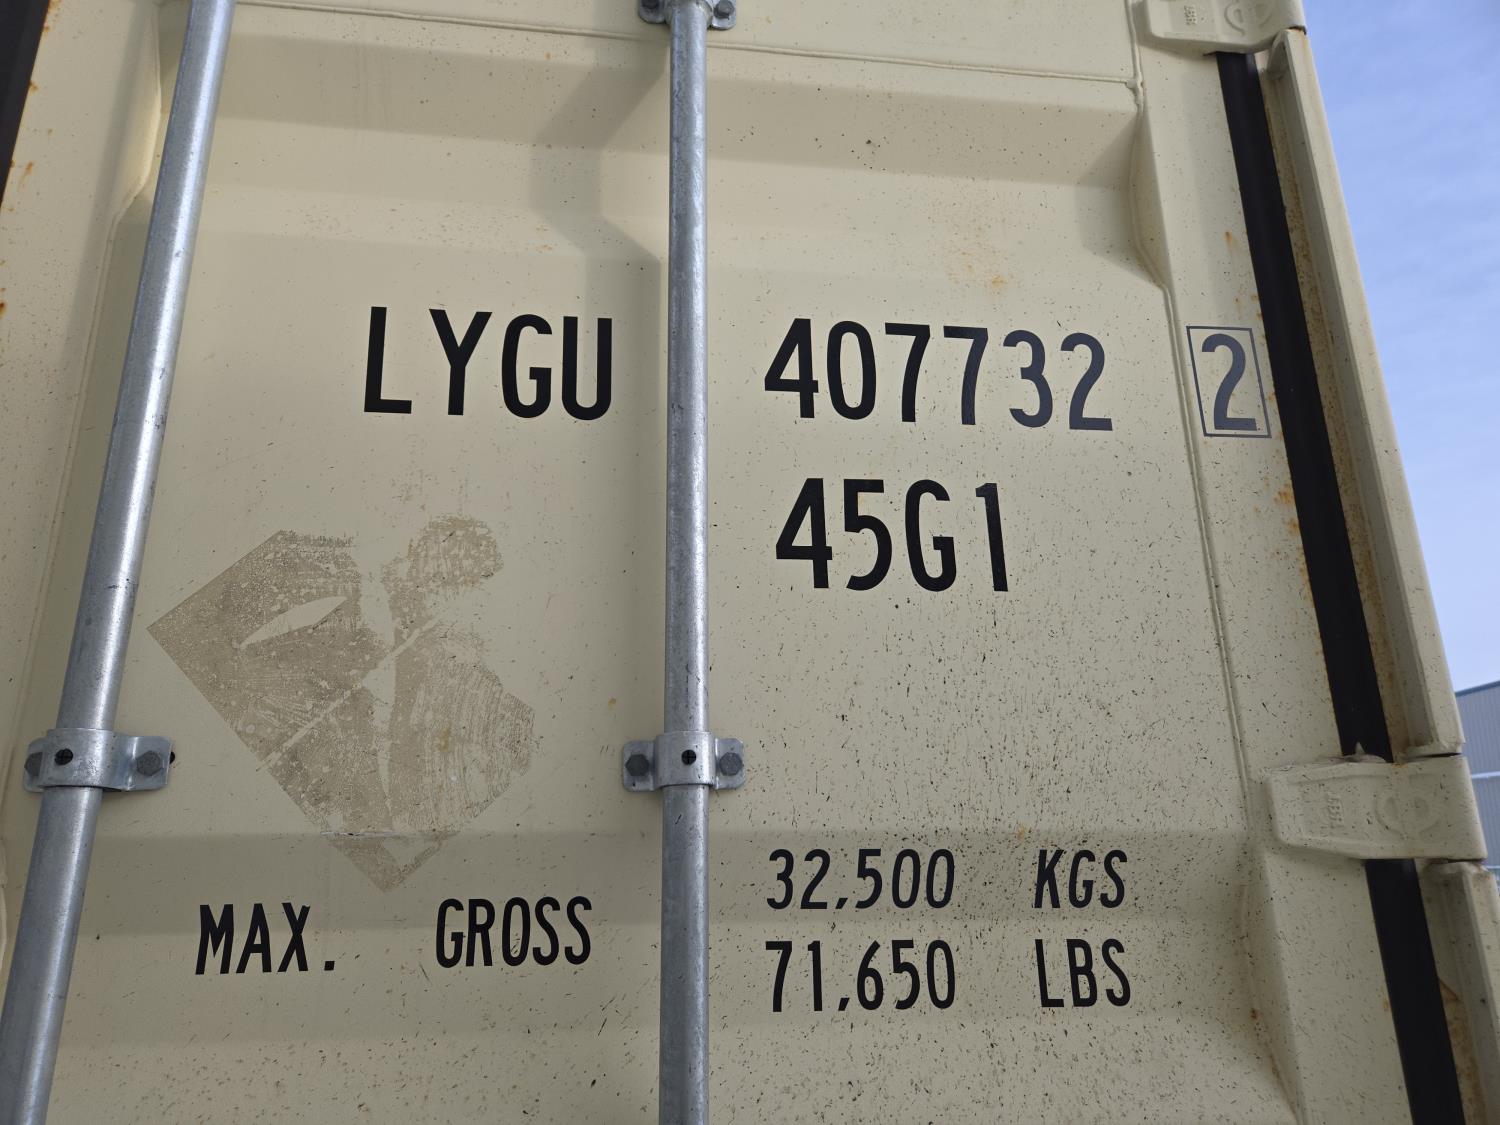 LYGU 407732 2
45G1
MAX. GROSS 32,500 KGS
71,650 LBS